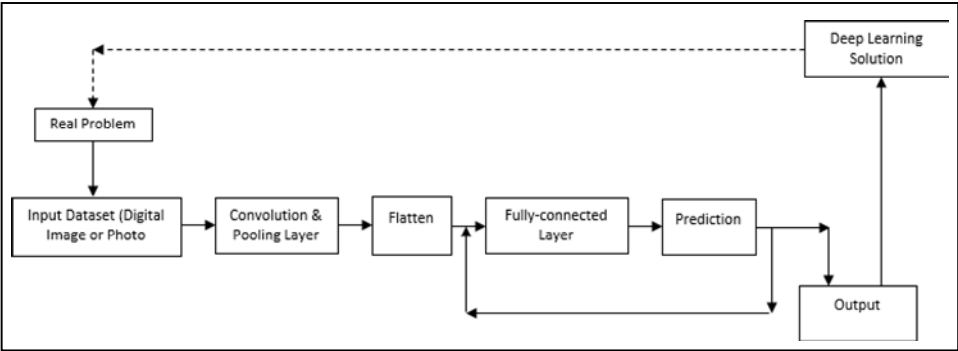 Deep Learning
Solution
Real Problem
Input Dataset (Digital
Image or Photo
Convolution &
Pooling Layer
Flatten
Fully-connected
Layer
Prediction
Output